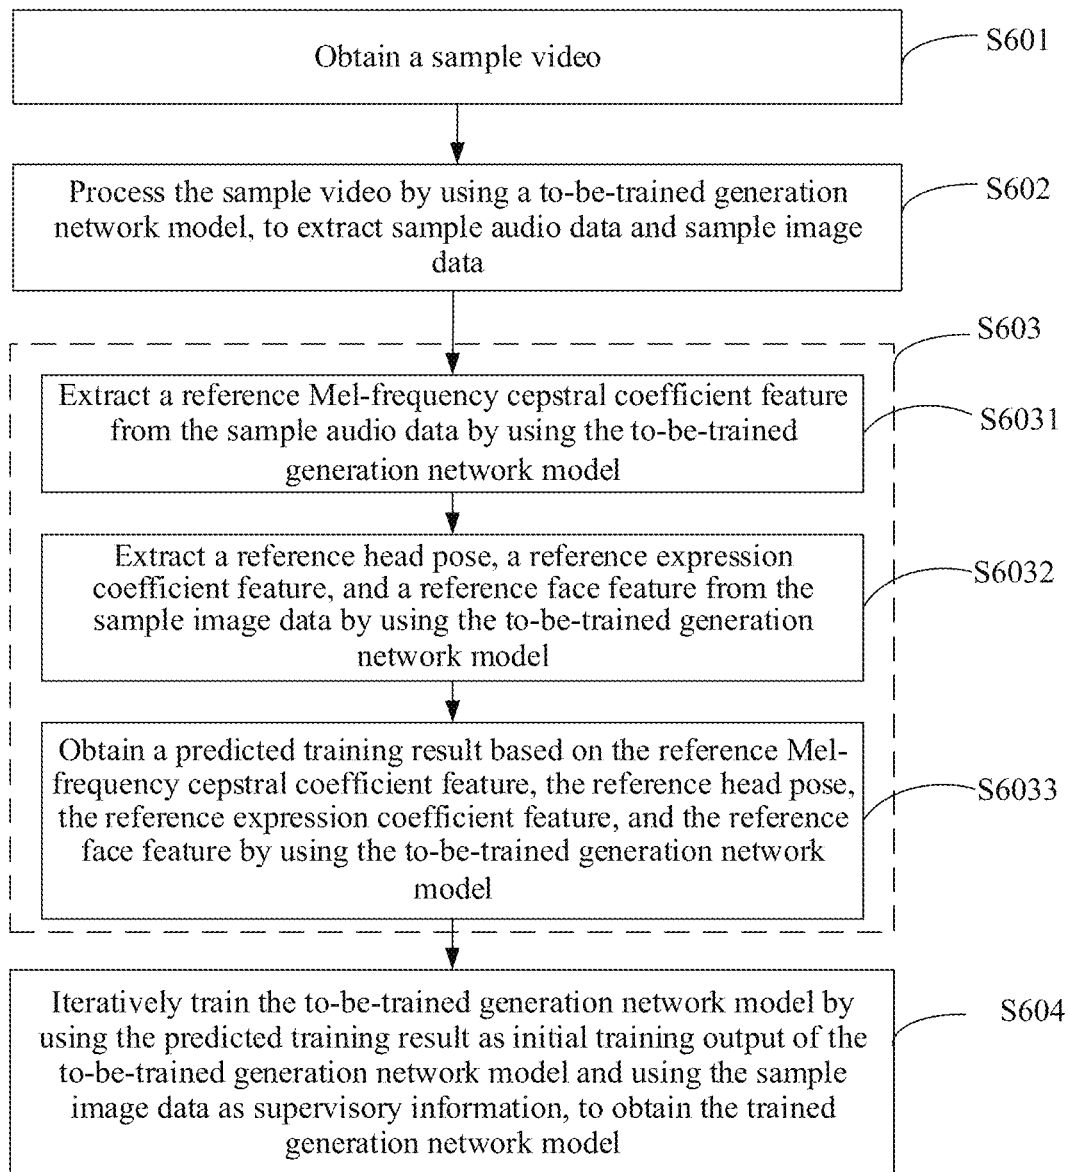 Obtain a sample video
S601
Process the sample video by using a to-be-trained generation
network model, to extract sample audio data and sample image
data
S602
S603
Extract a reference Mel-frequency cepstral coefficient feature
from the sample audio data by using the to-be-trained
generation network model
S6031
Extract a reference head pose, a reference expression
coefficient feature, and a reference face feature from the
sample image data by using the to-be-trained generation
network model
S6032
Obtain a predicted training result based on the reference Mel-
frequency cepstral coefficient feature, the reference head pose,
the reference expression coefficient feature, and the reference
face feature by using the to-be-trained generation network
model
S6033
Iteratively train the to-be-trained generation network model by
using the predicted training result as initial training output of the
to-be-trained generation network model and using the sample
image data as supervisory information, to obtain the trained
generation network model
S604